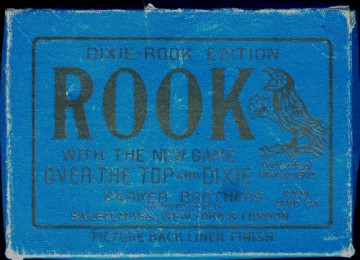 DIXIE-ROOK EDITION
ROOK
WITH THE NEW GAME
OVER THE TOP AND DIXIE
PARKER BROTHERS
SALEM, MASS., NEW YORK & LONDON
PICTURE BACK LINEN FINISH